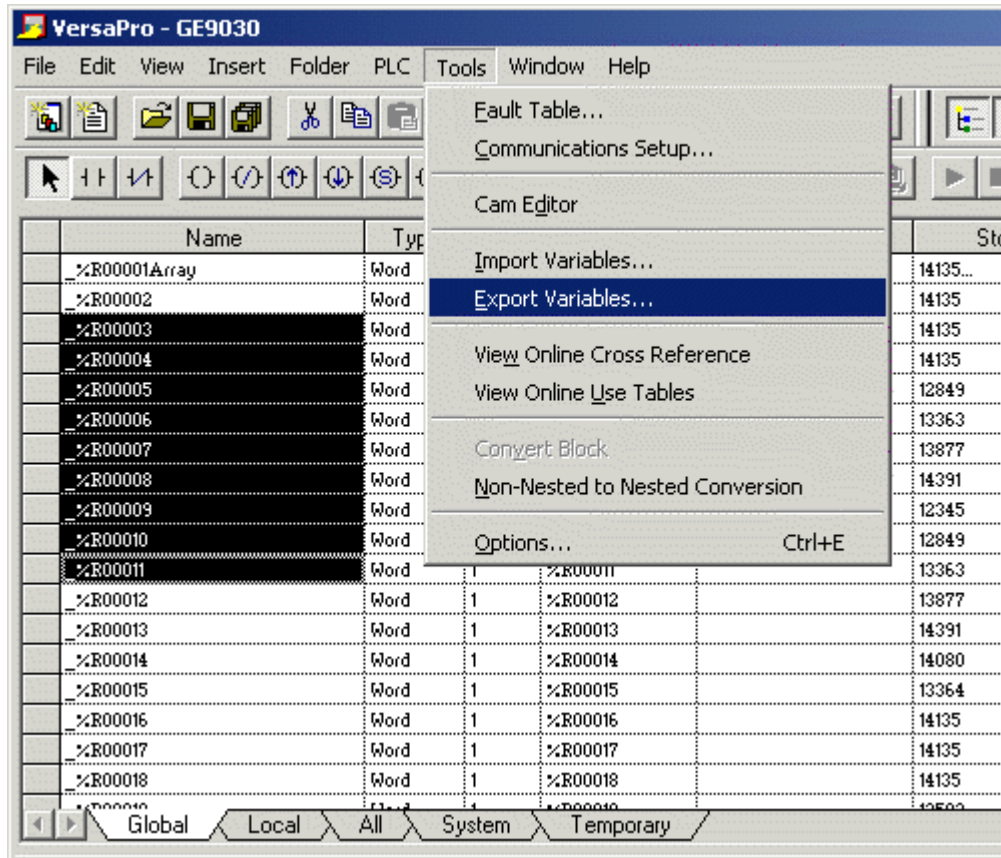 VersaPro - GE9030
File Edit View Insert Folder PLC Tools Window Help
Fault Table...
Communications Setup...
Cam Editor
Import Variables...
Export Variables...
View Online Cross Reference
View Online Use Tables
Convert Block
Non-Nested to Nested Conversion
Options... Ctrl+E
Name Typ Sto
_%R00001Array Word 14135...
_%R00002 Word 14135
_%R00003 Word 14135
_%R00004 Word 14135
_%R00005 Word 12849
_%R00006 Word 13363
_%R00007 Word 13877
_%R00008 Word 14391
_%R00009 Word 12345
_%R00010 Word 12849
_%R00011 Word 1 %R00011 13363
_%R00012 Word 1 %R00012 13877
_%R00013 Word 1 %R00013 14391
_%R00014 Word 1 %R00014 14080
_%R00015 Word 1 %R00015 13364
_%R00016 Word 1 %R00016 14135
_%R00017 Word 1 %R00017 14135
_%R00018 Word 1 %R00018 14135
Global Local All System Temporary